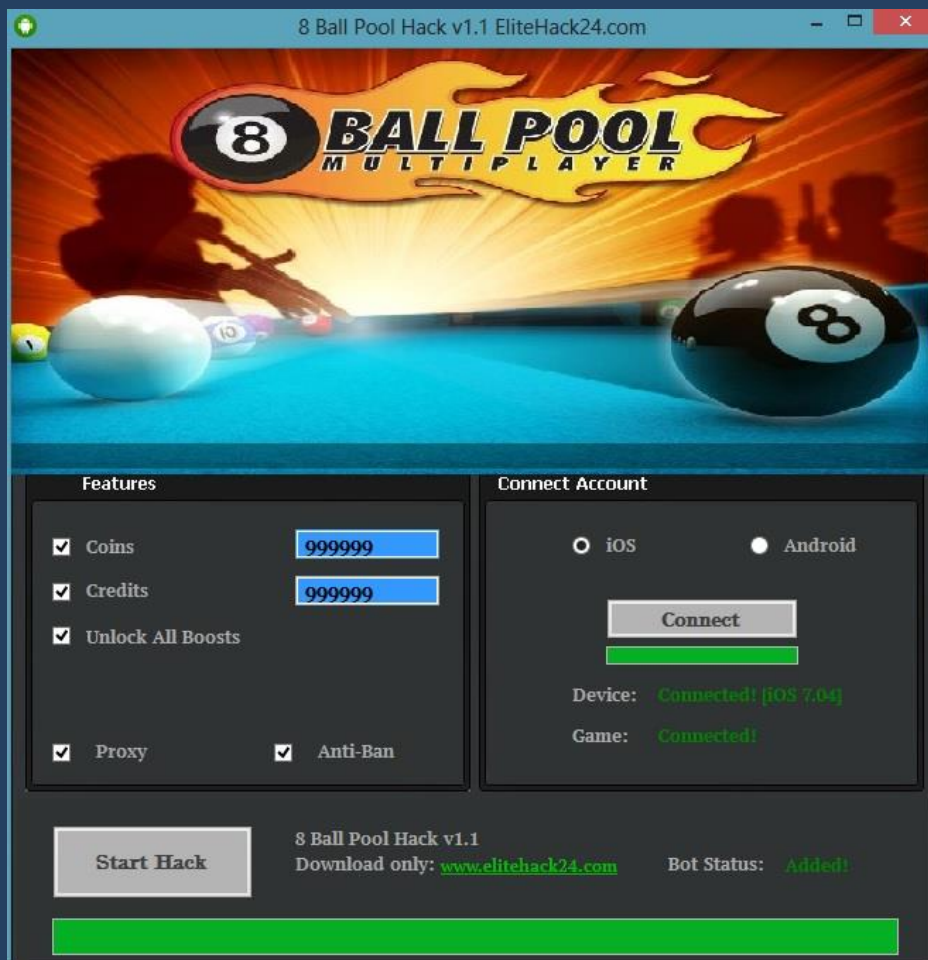 8 Ball Pool Hack v1.1 EliteHack24.com
8 BALL POOL
MULTIPLAYER
1
10
8
Features
Connect Account
Coins
999999
Credits
999999
Unlock All Boosts
Proxy
Anti-Ban
iOS
Android
Connect
Device: Connected! [iOS 7.04]
Game: Connected!
Start Hack
8 Ball Pool Hack v1.1
Download only: www.elitehack24.com
Bot Status: Added!